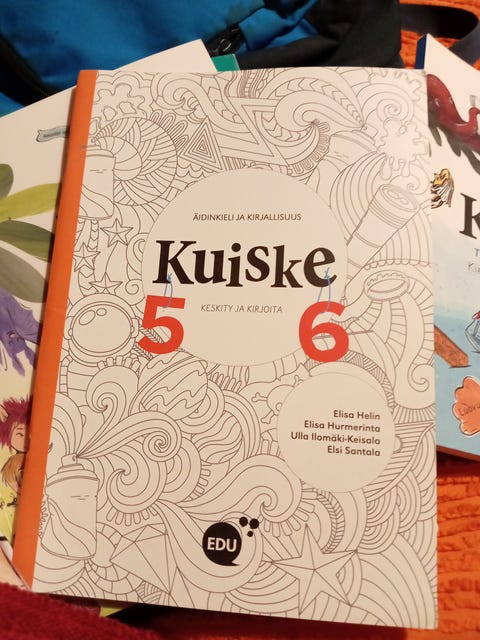 ÄIDINKIELI JA KIRJALLISUUS
Kuiske
KESKITY JA KIRJOITA
5 6
Elisa Helin
Elisa Hurmerinta
Ulla Ilomäki-Keisala
Elsi Santala
EDU
K